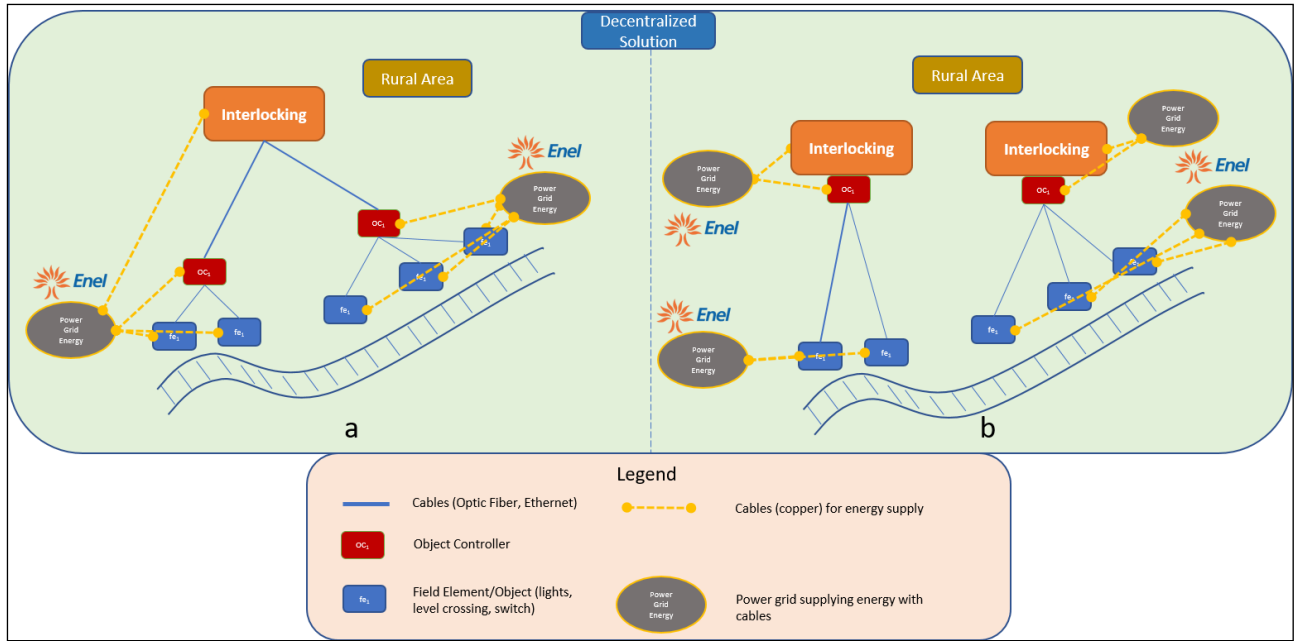 Decentralized
Solution
Rural Area
Interlocking
Enel
Power
Grid
Energy
OC1
fe1
OC1
fe1
fe1
Enel
Power
Grid
Energy
fe1
fe1
a
Rural Area
Interlocking
Interlocking
Power
Grid
Energy
Enel
Power
Grid
Energy
OC1
OC1
Power
Grid
Energy
Enel
fe1
Enel
Power
Grid
Energy
fe1
fe1
b
Legend
Cables (Optic Fiber, Ethernet)
Cables (copper) for energy supply
OC1
Object Controller
fe1
Field Element/Object (lights,
level crossing, switch)
Power
Grid
Energy
Power grid supplying energy with
cables